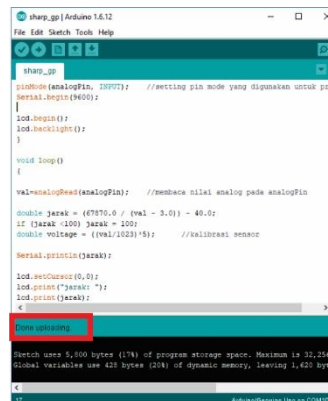 sharp_gp | Arduino 1.6.12
File Edit Sketch Tools Help
sharp_gp
pinMode(analogPin, INPUT); //setting pin mode yang digunakan untuk
Serial.begin(9600);
lcd.begin();
lcd.backlight();
}
void loop()
{
val=analogRead(analogPin); //membaca nilai analog pada analogPin
double jarak = (67870.0 / (val - 3.0)) - 40.0;
if (jarak <100) jarak = 100;
double voltage = ((val/1023)*5); //kalibrasi sensor
Serial.println(jarak);
lcd.setCursor(0,0);
lcd.print("jarak: ");
lcd.print(jarak);
Done uploading.
Sketch uses 5,800 bytes (17%) of program storage space. Maximum is 32,256
Global variables use 428 bytes (20%) of dynamic memory, leaving 1,620
17
Arduino/Genuino Uno on